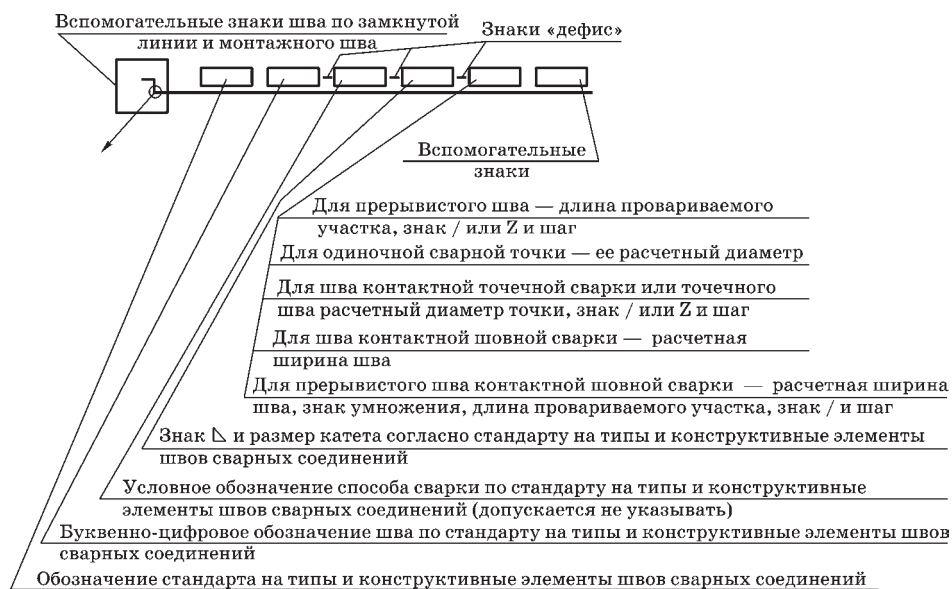 Вспомогательные знаки шва по замкнутой
линии и монтажного шва
Знаки «дефис»
Вспомогательные
знаки
Для прерывистого шва — длина провариваемого
участка, знак / или Z и шаг
Для одиночной сварной точки — ее расчетный диаметр
Для шва контактной точечной сварки или точечного
шва расчетный диаметр точки, знак / или Z и шаг
Для шва контактной шовной сварки — расчетная
ширина шва
Для прерывистого шва контактной шовной сварки — расчетная ширина
шва, знак умножения, длина провариваемого участка, знак / и шаг
Знак ◺ и размер катета согласно стандарту на типы и конструктивные элементы
швов сварных соединений
Условное обозначение способа сварки по стандарту на типы и конструктивные
элементы швов сварных соединений (допускается не указывать)
Буквенно-цифровое обозначение шва по стандарту на типы и конструктивные элементы швов
сварных соединений
Обозначение стандарта на типы и конструктивные элементы швов сварных соединений